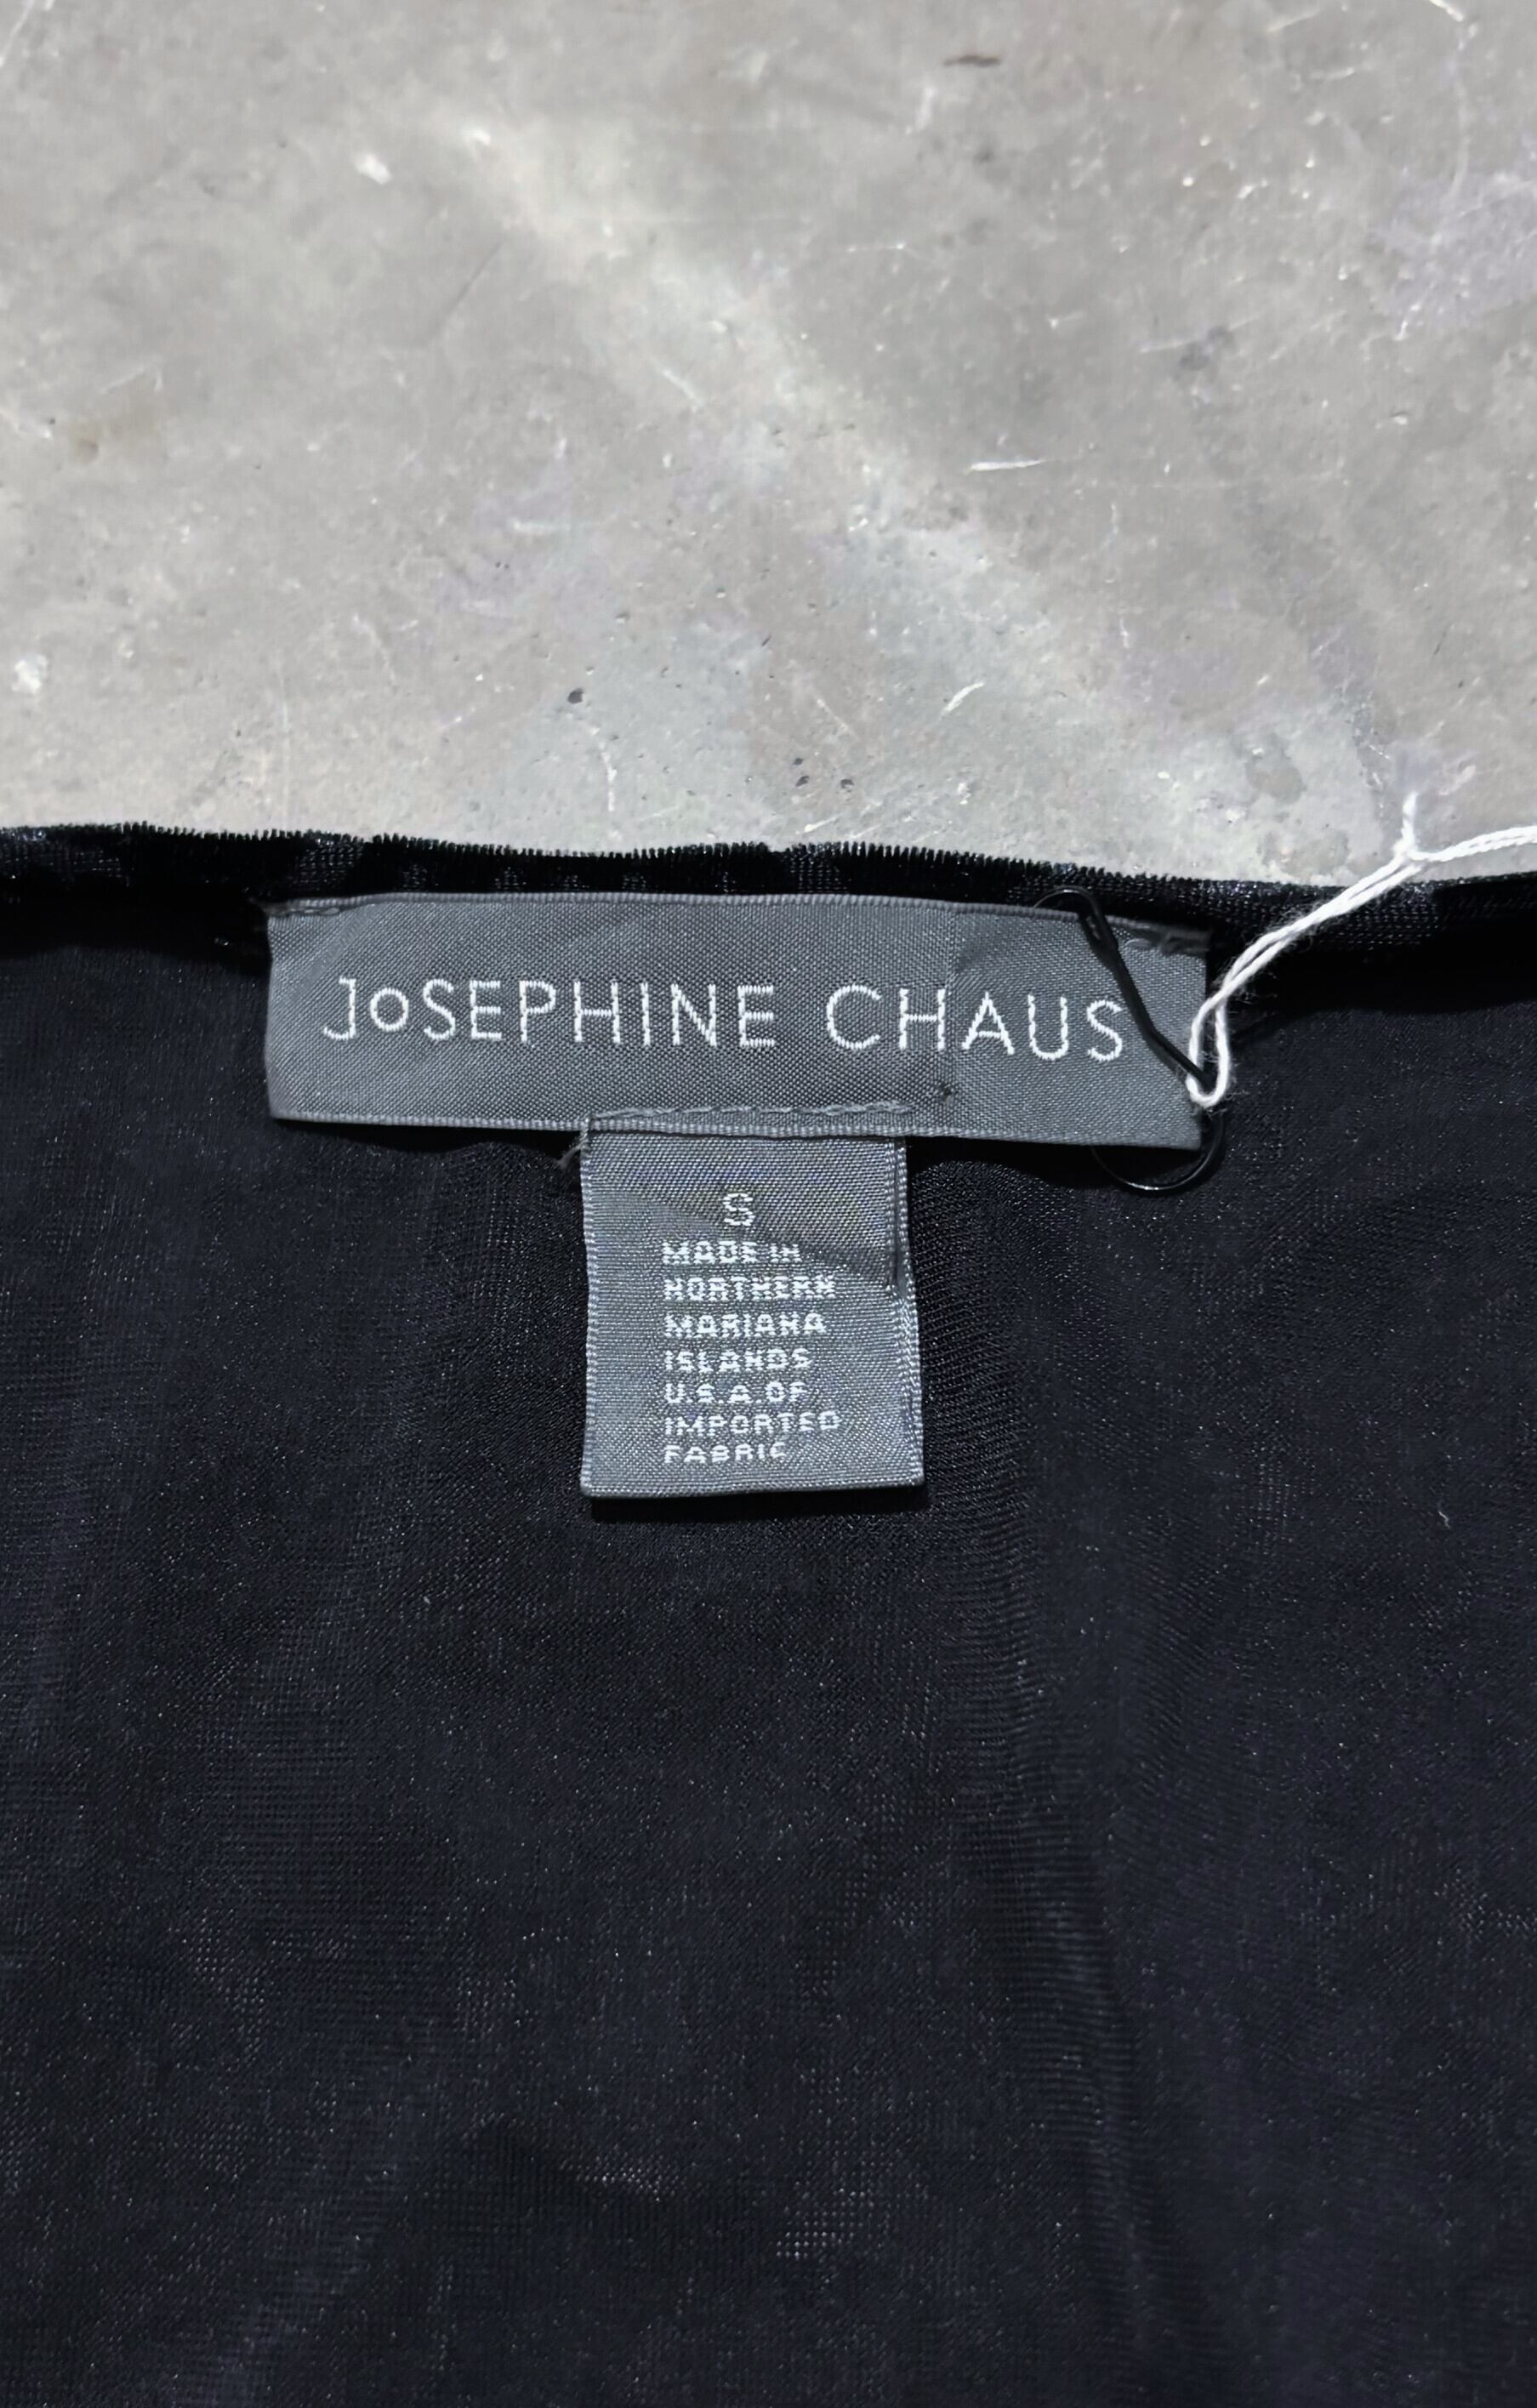 JoSEPHINE CHAUS
S
MADE IN
NORTHERN
MARIANA
ISLANDS
U.S.A. OF
IMPORTED
FABRIC